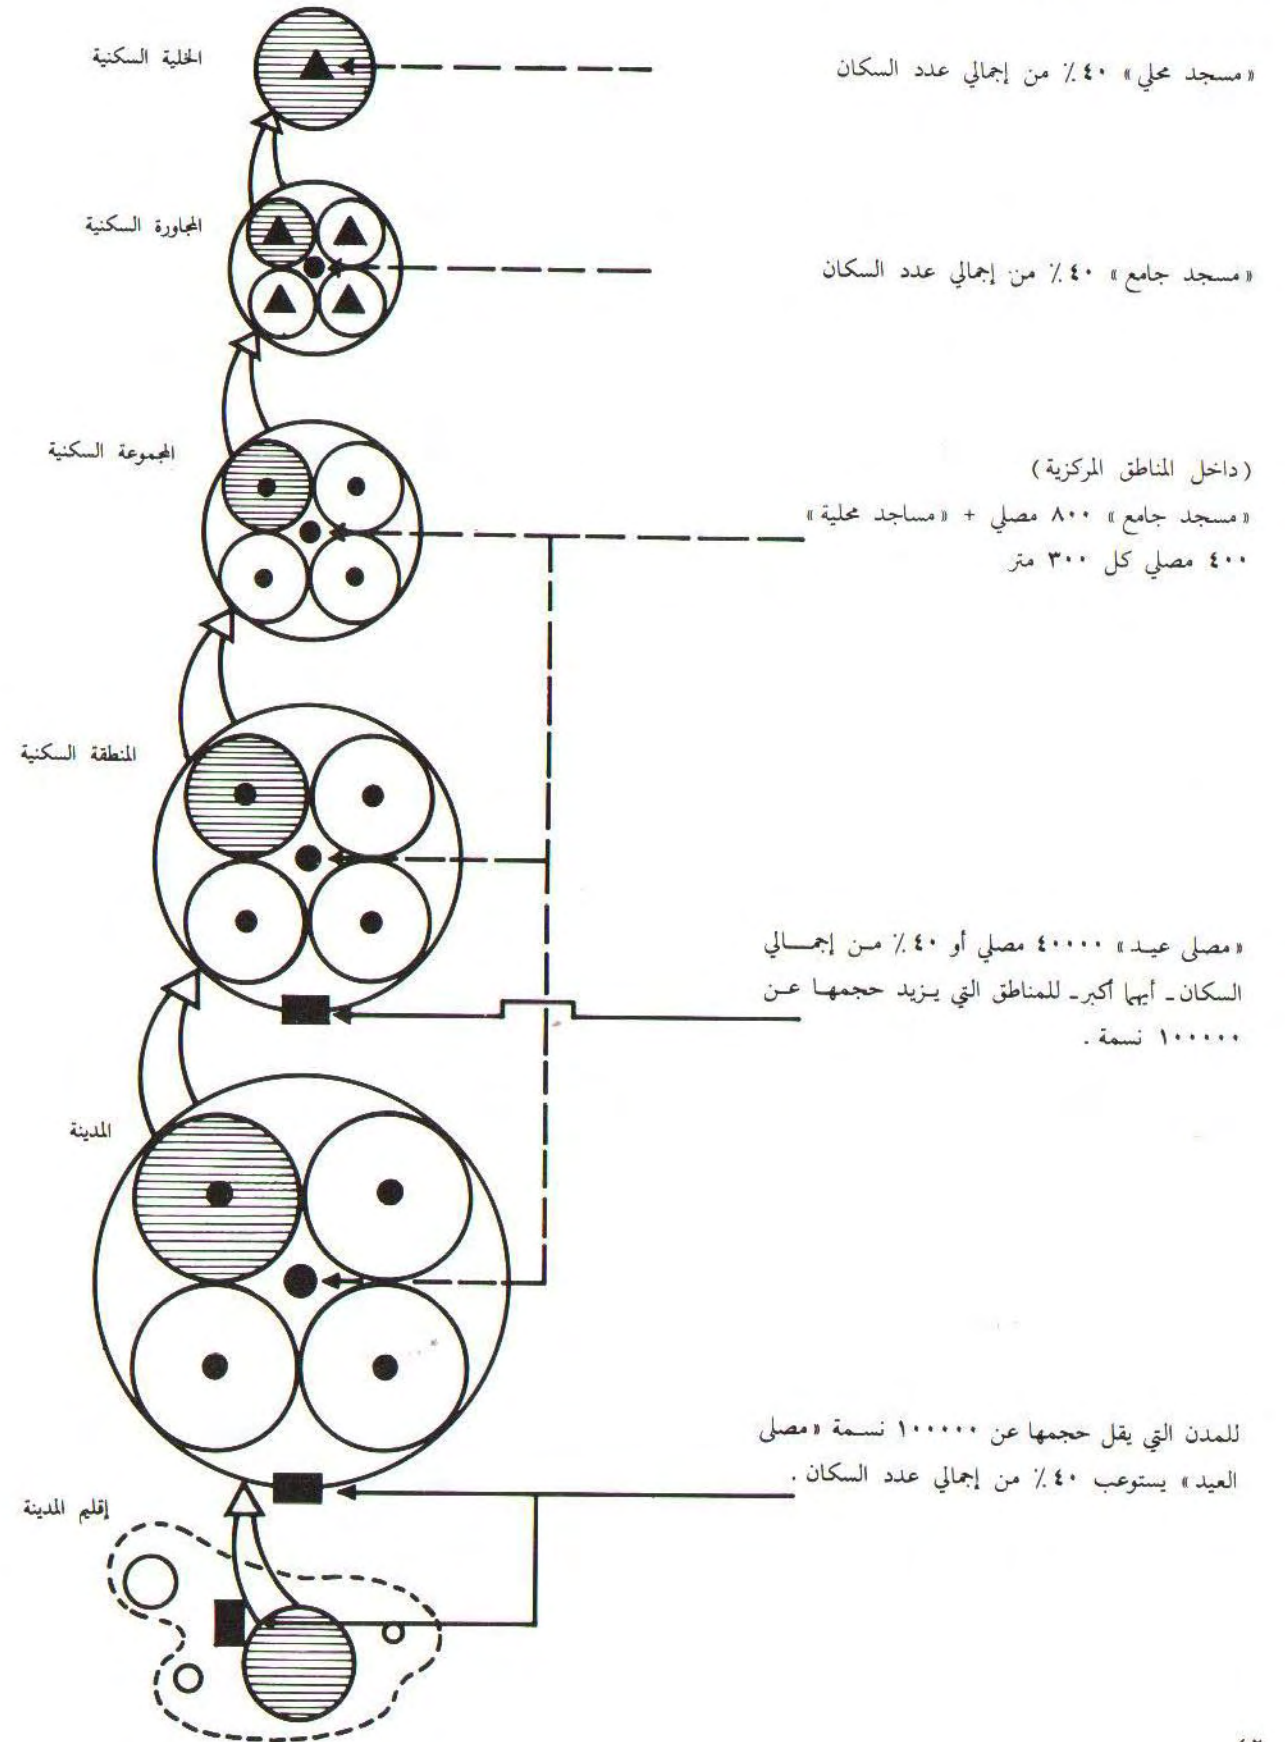 الخلية السكنية
« مسجد محلي » ٤٠ ٪ من إجمالي عدد السكان
المجاورة السكنية
« مسجد جامع » ٤٠ ٪ من إجمالي عدد السكان
المجموعة السكنية
( داخل المناطق المركزية )
« مسجد جامع » ٨٠٠ مصلي + « مساجد محلية »
٤٠٠ مصلي كل ٣٠٠ متر
المنطقة السكنية
« مصلى عيد » ٤٠٠٠٠ مصلي أو ٤٠ ٪ من إجمالي
السكان - أيهما أكبر - للمناطق التي يزيد حجمها عن
١٠٠٠٠٠ نسمة .
المدينة
للمدن التي يقل حجمها عن ١٠٠٠٠٠ نسمة « مصلى
العيد » يستوعب ٤٠ ٪ من إجمالي عدد السكان .
إقليم المدينة